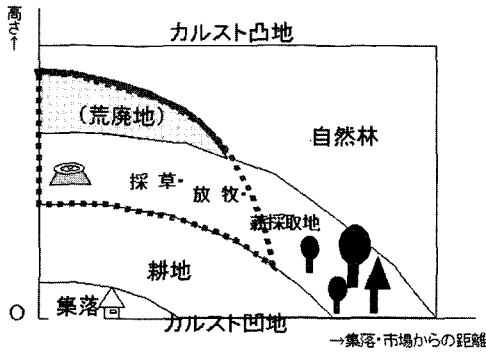 高さ→
カルスト凸地
(荒廃地)
自然林
採草・放牧・
採取地
耕地
集落
O
カルスト凹地
→集落・市場からの距離